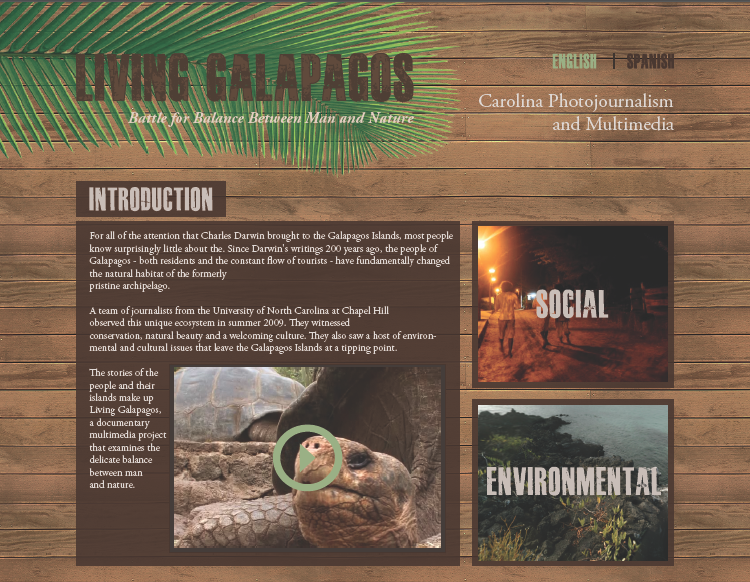 LIVING GALAPAGOS
Battle for Balance Between Man and Nature
ENGLISH | SPANISH
Carolina Photojournalism
and Multimedia
INTRODUCTION
For all of the attention that Charles Darwin brought to the Galapagos Islands, most people
know surprisingly little about the. Since Darwin's writings 200 years ago, the people of
Galapagos - both residents and the constant flow of tourists - have fundamentally changed
the natural habitat of the formerly
pristine archipelago.
A team of journalists from the University of North Carolina at Chapel Hill
observed this unique ecosystem in summer 2009. They witnessed
conservation, natural beauty and a welcoming culture. They also saw a host of environ-
mental and cultural issues that leave the Galapagos Islands at a tipping point.
The stories of the
people and their
islands make up
Living Galapagos,
a documentary
multimedia project
that examines the
delicate balance
between man
and nature.
SOCIAL
ENVIRONMENTAL